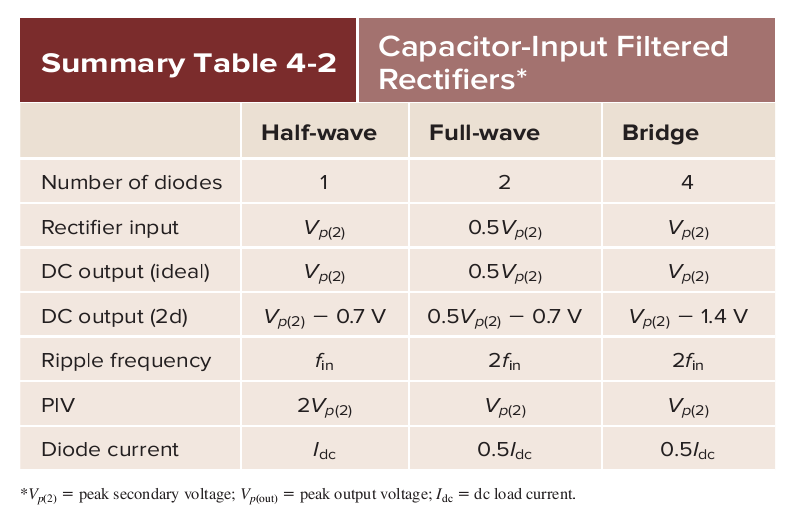 Summary Table 4-2
Capacitor-Input Filtered
Rectifiers*
Half-wave Full-wave Bridge
Number of diodes 1 2 4
Rectifier input Vp(2) 0.5Vp(2) Vp(2)
DC output (ideal) Vp(2) 0.5Vp(2) Vp(2)
DC output (2d) Vp(2) − 0.7 V 0.5Vp(2) − 0.7 V Vp(2) − 1.4 V
Ripple frequency fin 2fin 2fin
PIV 2Vp(2) Vp(2) Vp(2)
Diode current Idc 0.5Idc 0.5Idc
*Vp(2) = peak secondary voltage; Vp(out) = peak output voltage; Idc = dc load current.